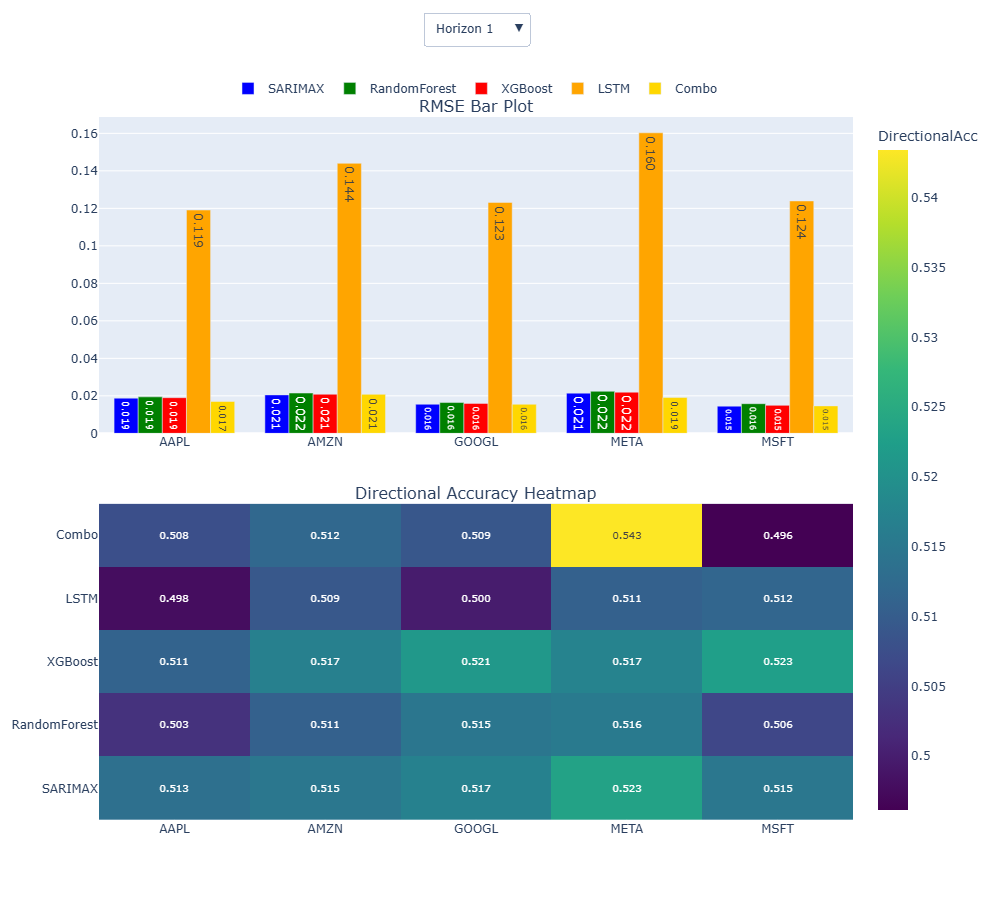 Horizon 1 ▼
SARIMAX RandomForest XGBoost LSTM Combo
RMSE Bar Plot
DirectionalAcc
0.16
0.14
0.12
0.1
0.08
0.06
0.04
0.02
0
0.019 0.019 0.019 0.119 0.017
0.021 0.022 0.021 0.144 0.021
0.016 0.016 0.016 0.123 0.016
0.021 0.022 0.022 0.160 0.019
0.015 0.016 0.015 0.124 0.015
AAPL AMZN GOOGL META MSFT
Directional Accuracy Heatmap
Combo 0.508 0.512 0.509 0.543 0.496
LSTM 0.498 0.509 0.500 0.511 0.512
XGBoost 0.511 0.517 0.521 0.517 0.523
RandomForest 0.503 0.511 0.515 0.516 0.506
SARIMAX 0.513 0.515 0.517 0.523 0.515
AAPL AMZN GOOGL META MSFT
0.54
0.535
0.53
0.525
0.52
0.515
0.51
0.505
0.5